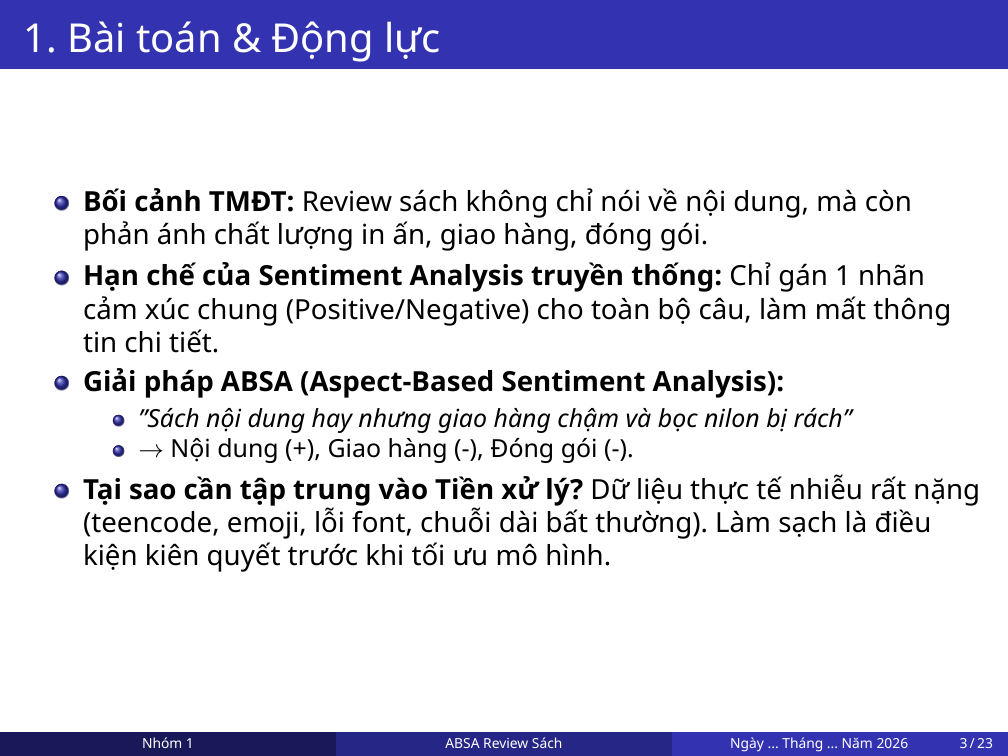 1. Bài toán & Động lực
Bối cảnh TMĐT: Review sách không chỉ nói về nội dung, mà còn
phản ánh chất lượng in ấn, giao hàng, đóng gói.
Hạn chế của Sentiment Analysis truyền thống: Chỉ gán 1 nhãn
cảm xúc chung (Positive/Negative) cho toàn bộ câu, làm mất thông
tin chi tiết.
Giải pháp ABSA (Aspect-Based Sentiment Analysis):
”Sách nội dung hay nhưng giao hàng chậm và bọc nilon bị rách”
→ Nội dung (+), Giao hàng (-), Đóng gói (-).
Tại sao cần tập trung vào Tiền xử lý? Dữ liệu thực tế nhiễu rất nặng
(teencode, emoji, lỗi font, chuỗi dài bất thường). Làm sạch là điều
kiện kiên quyết trước khi tối ưu mô hình.
Nhóm 1 ABSA Review Sách Ngày ... Tháng ... Năm 2026 3 / 23